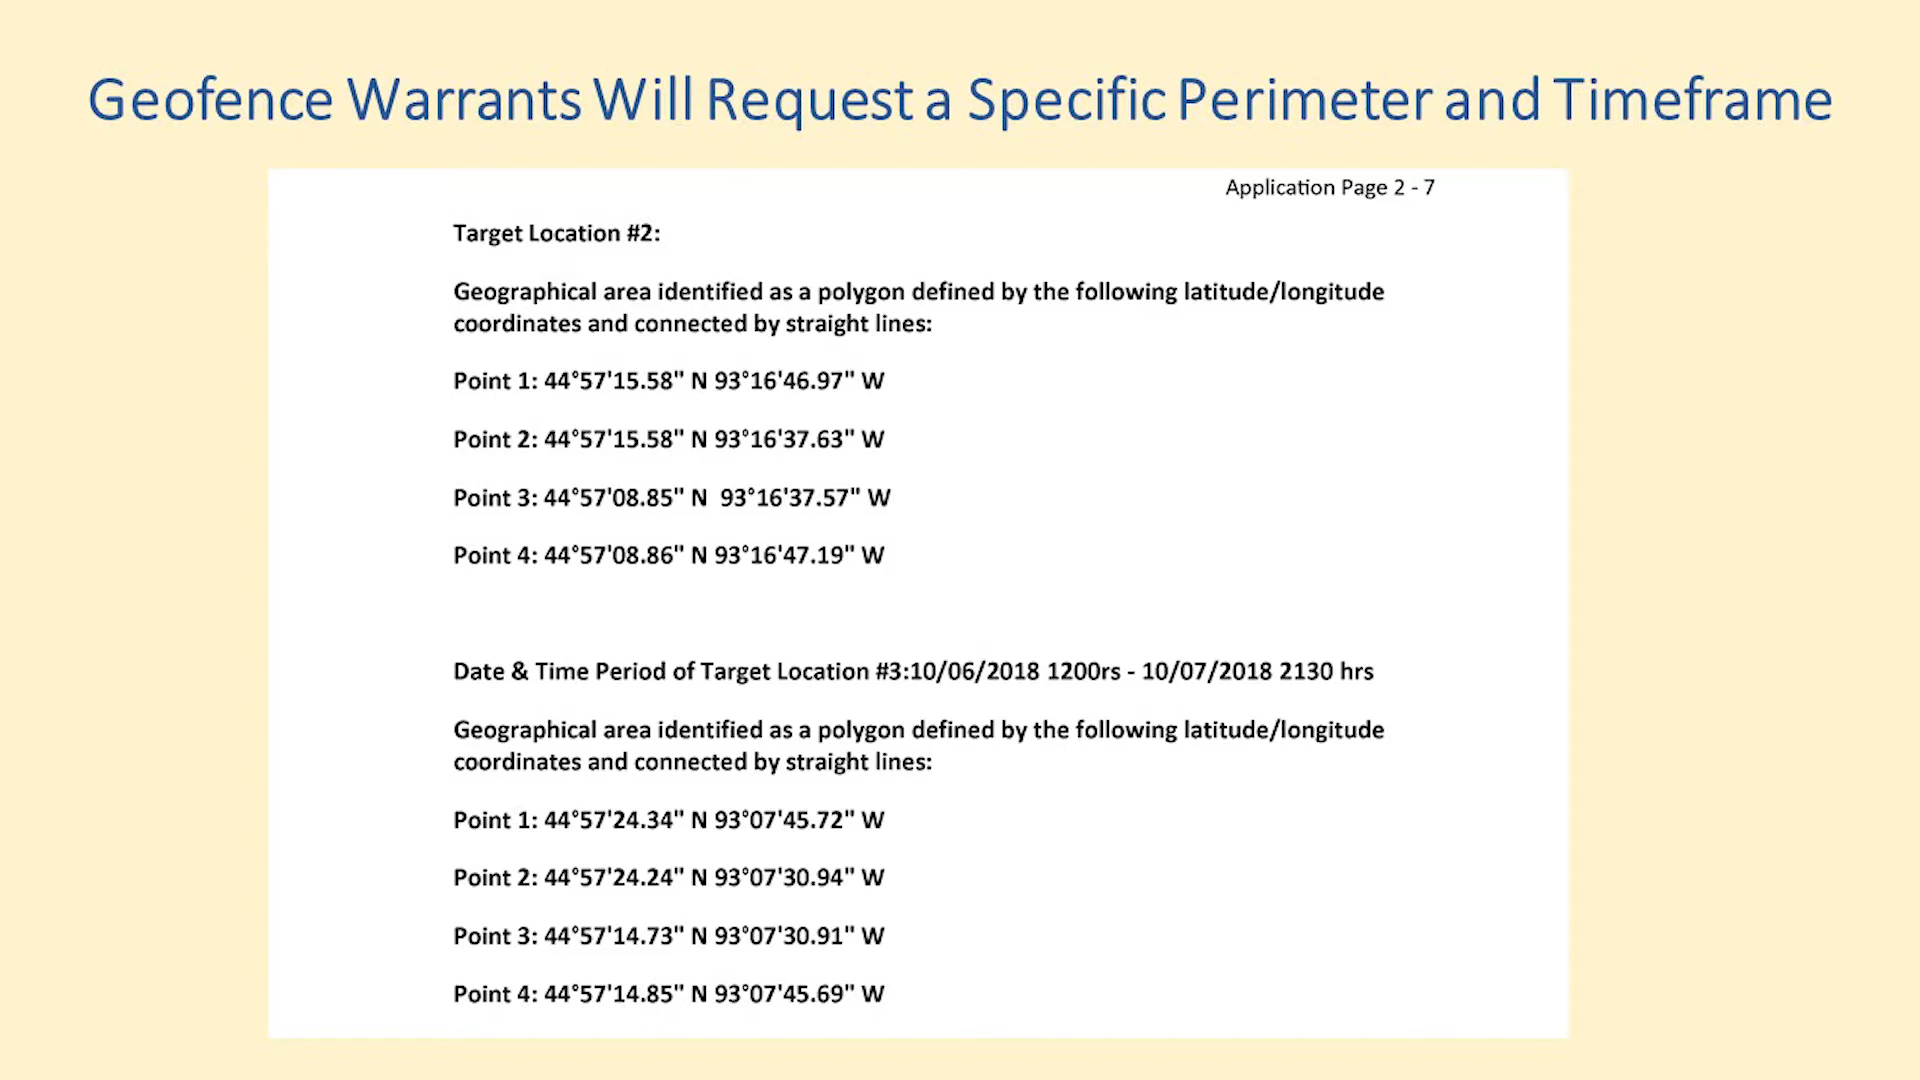 Geofence Warrants Will Request a Specific Perimeter and Timeframe
Application Page 2 - 7
Target Location #2:
Geographical area identified as a polygon defined by the following latitude/longitude
coordinates and connected by straight lines:
Point 1: 44°57'15.58" N 93°16'46.97" W
Point 2: 44°57'15.58" N 93°16'37.63" W
Point 3: 44°57'08.85" N  93°16'37.57" W
Point 4: 44°57'08.86" N 93°16'47.19" W
Date & Time Period of Target Location #3:10/06/2018 1200rs - 10/07/2018 2130 hrs
Geographical area identified as a polygon defined by the following latitude/longitude
coordinates and connected by straight lines:
Point 1: 44°57'24.34" N 93°07'45.72" W
Point 2: 44°57'24.24" N 93°07'30.94" W
Point 3: 44°57'14.73" N 93°07'30.91" W
Point 4: 44°57'14.85" N 93°07'45.69" W